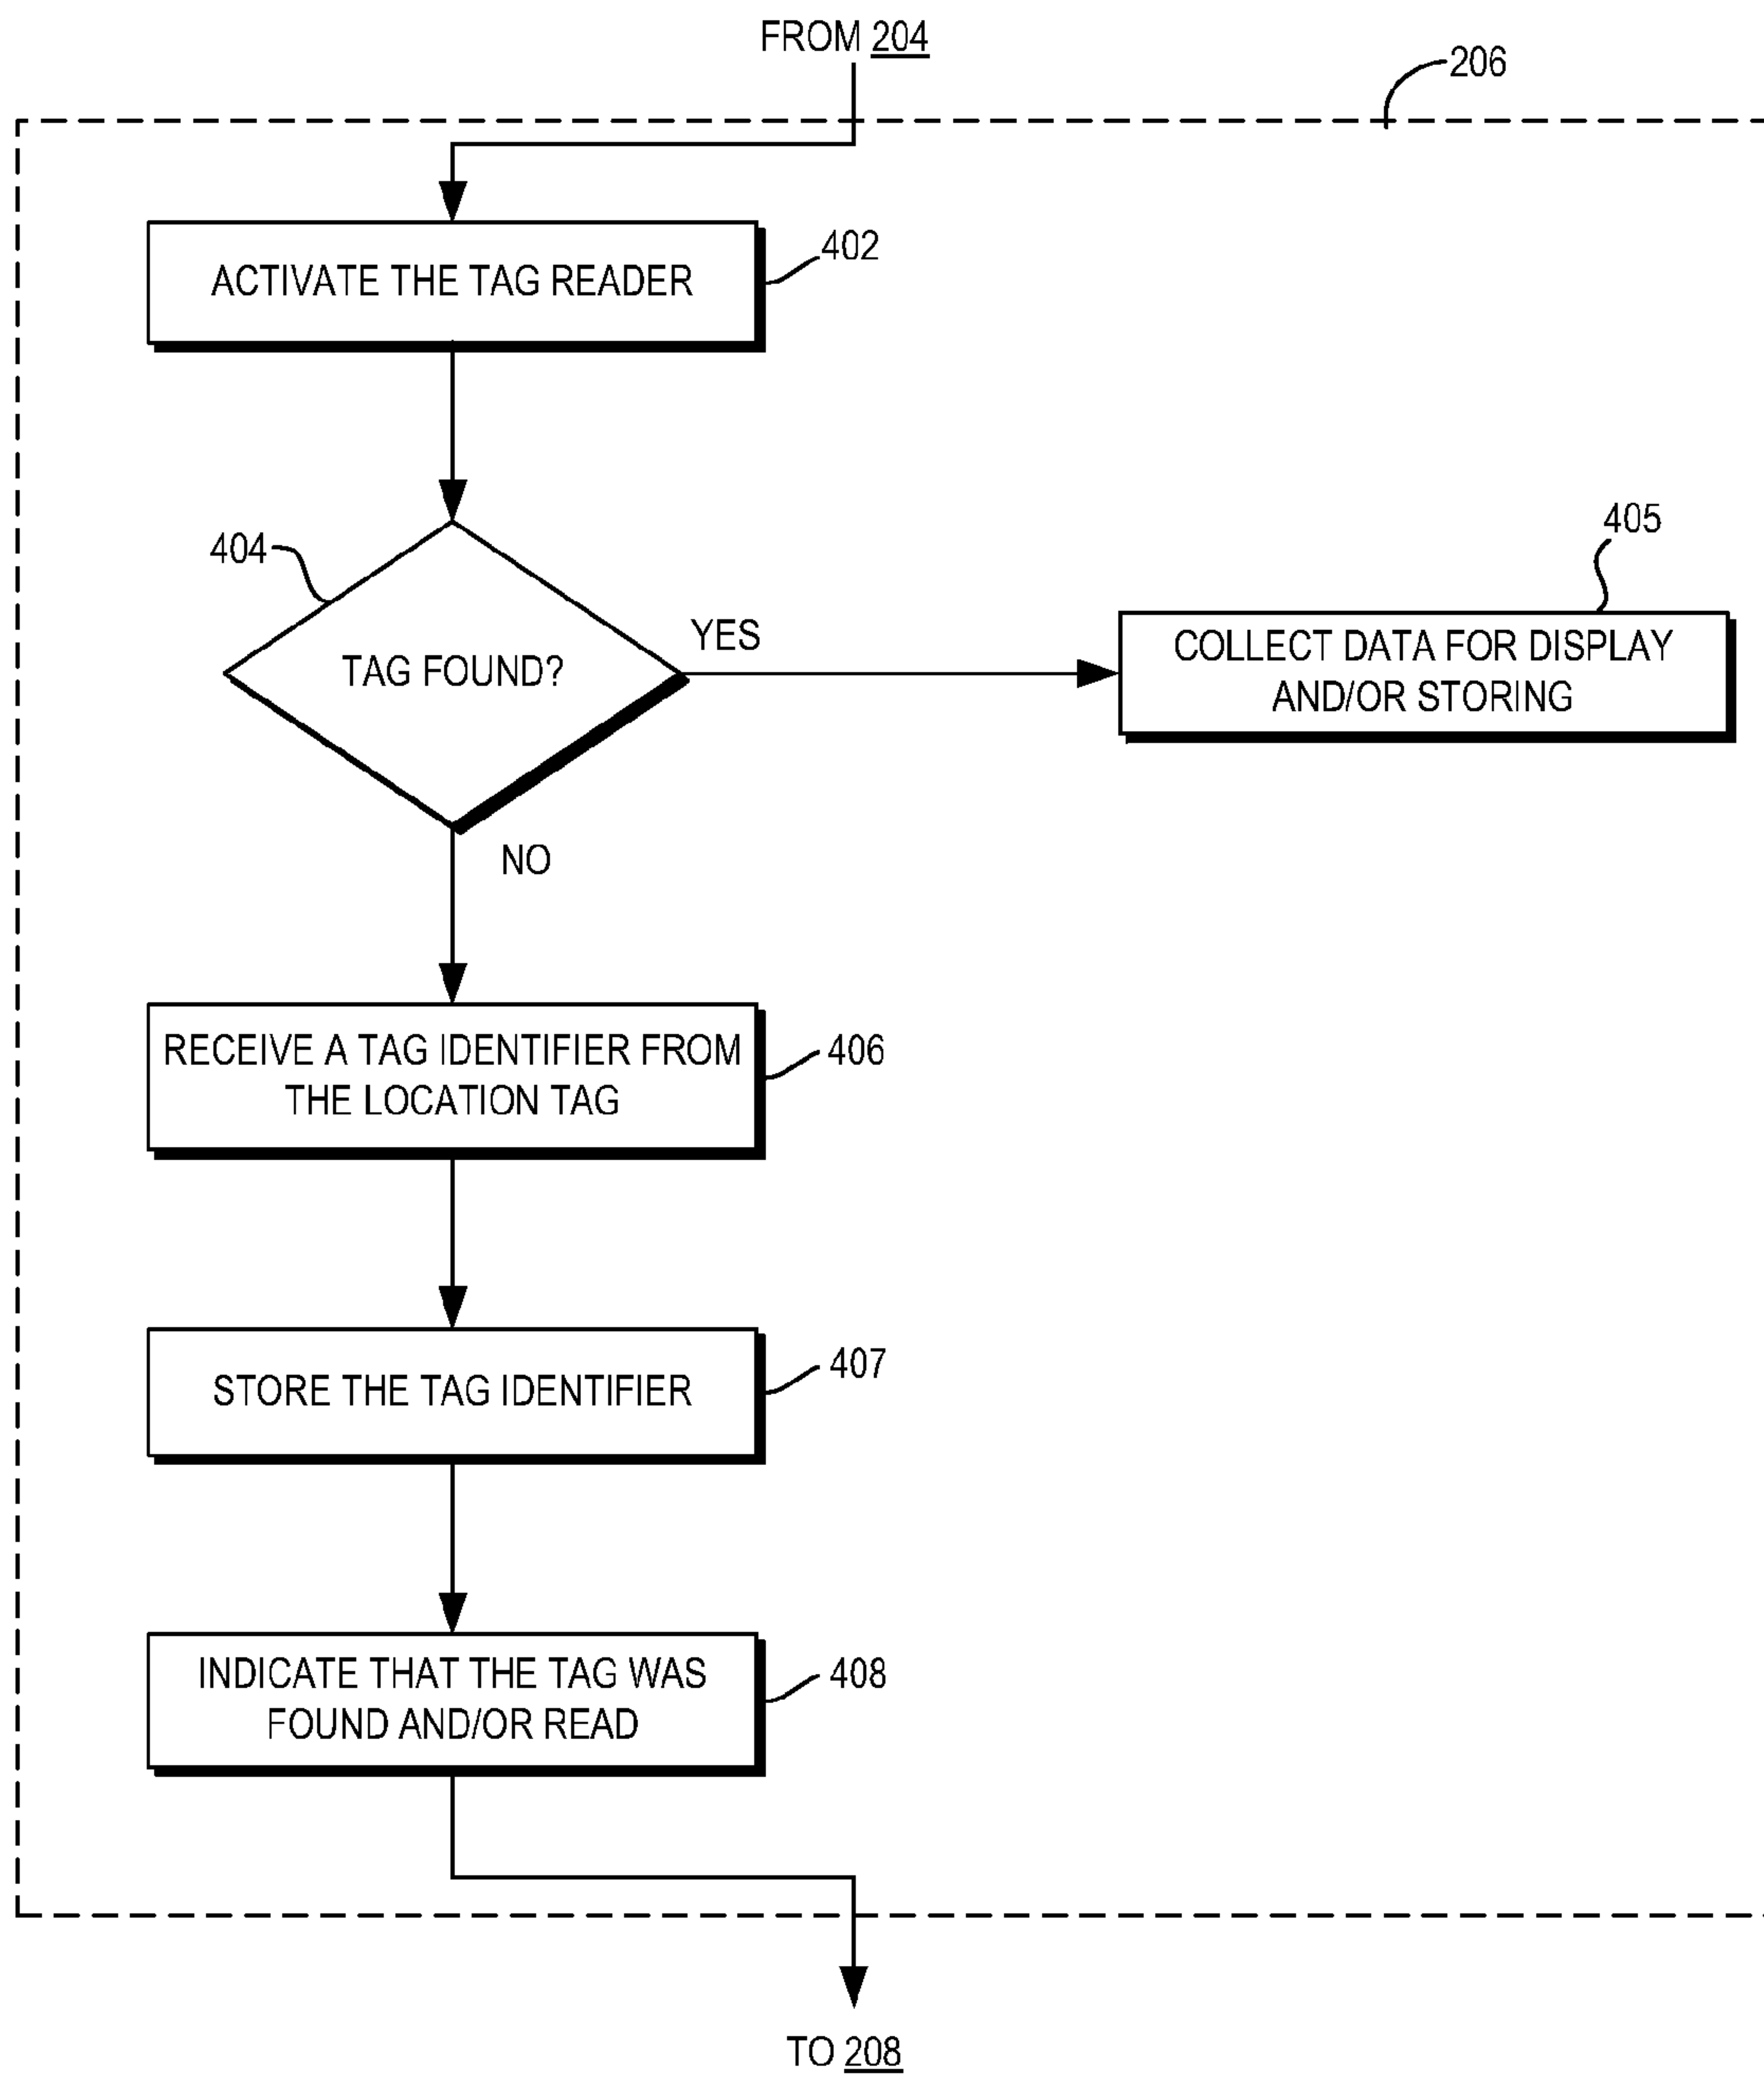 FROM 204
206
ACTIVATE THE TAG READER
402
404
TAG FOUND?
YES
405
COLLECT DATA FOR DISPLAY
AND/OR STORING
NO
RECEIVE A TAG IDENTIFIER FROM
THE LOCATION TAG
406
STORE THE TAG IDENTIFIER
407
INDICATE THAT THE TAG WAS
FOUND AND/OR READ
408
TO 208